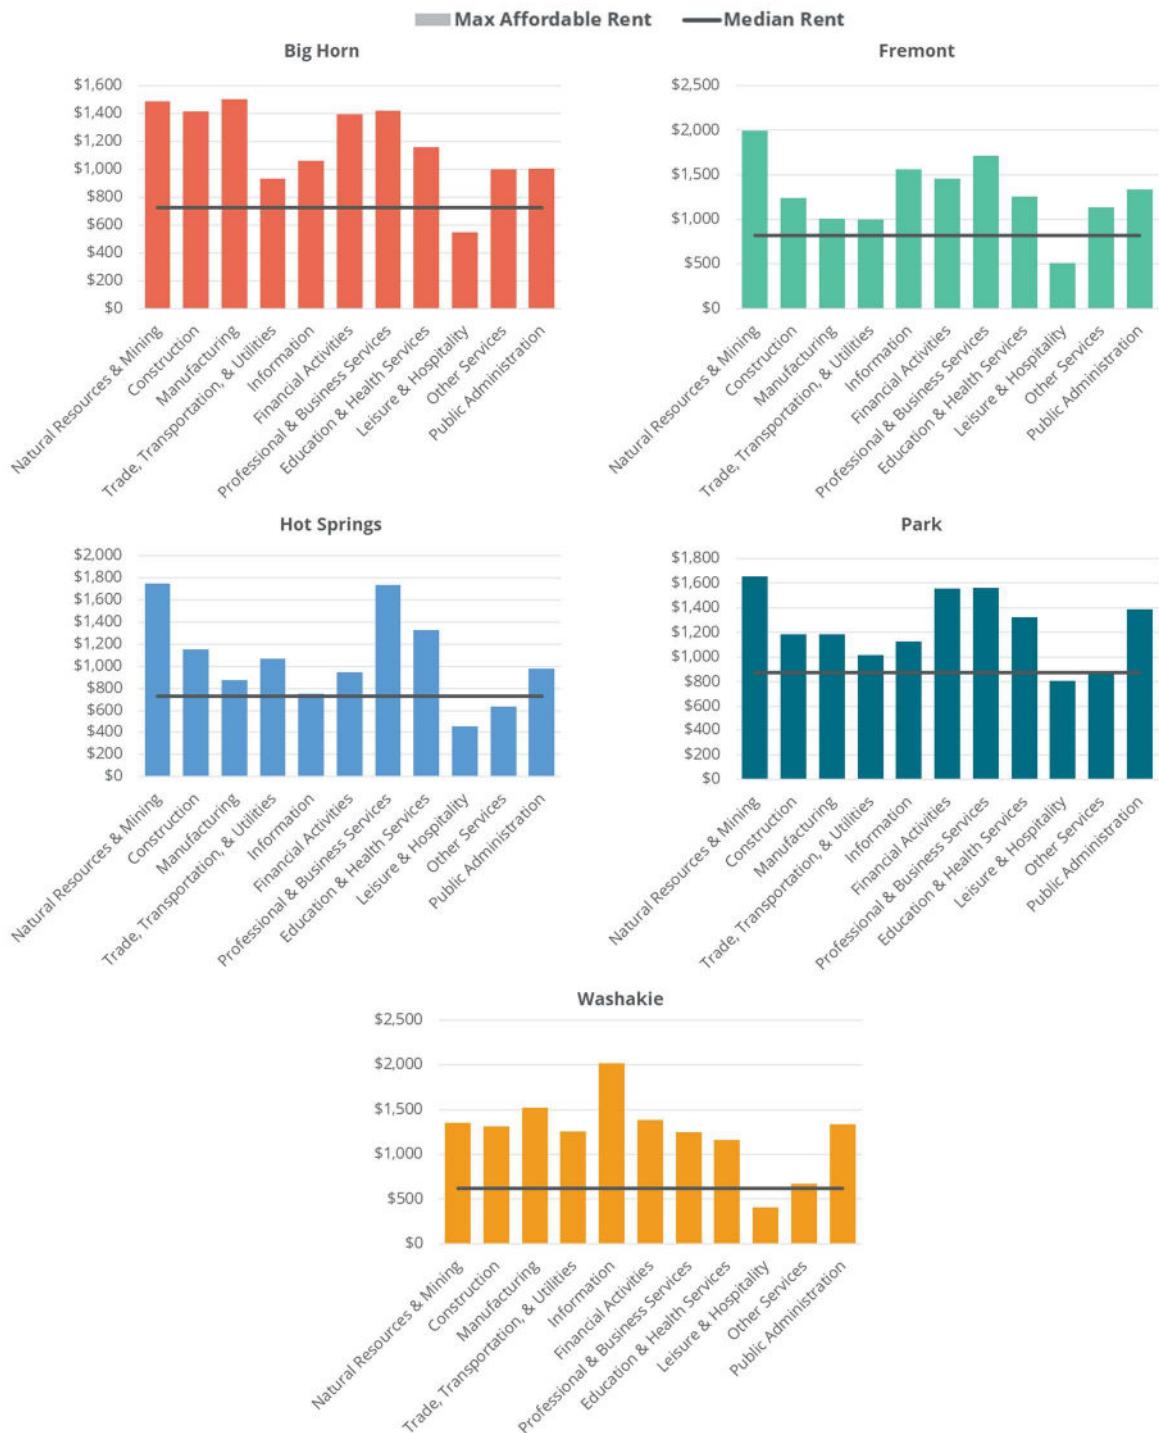 Max Affordable Rent Median Rent
Big Horn
$1,600
$1,400
$1,200
$1,000
$800
$600
$400
$200
$0
Natural Resources & Mining
Construction
Manufacturing
Trade, Transportation, & Utilities
Information
Financial Activities
Professional & Business Services
Education & Health Services
Leisure & Hospitality
Other Services
Public Administration
Fremont
$2,500
$2,000
$1,500
$1,000
$500
$0
Natural Resources & Mining
Construction
Manufacturing
Trade, Transportation, & Utilities
Information
Financial Activities
Professional & Business Services
Education & Health Services
Leisure & Hospitality
Other Services
Public Administration
Hot Springs
$2,000
$1,800
$1,600
$1,400
$1,200
$1,000
$800
$600
$400
$200
$0
Natural Resources & Mining
Construction
Manufacturing
Trade, Transportation, & Utilities
Information
Financial Activities
Professional & Business Services
Education & Health Services
Leisure & Hospitality
Other Services
Public Administration
Park
$1,800
$1,600
$1,400
$1,200
$1,000
$800
$600
$400
$200
$0
Natural Resources & Mining
Construction
Manufacturing
Trade, Transportation, & Utilities
Information
Financial Activities
Professional & Business Services
Education & Health Services
Leisure & Hospitality
Other Services
Public Administration
Washakie
$2,500
$2,000
$1,500
$1,000
$500
$0
Natural Resources & Mining
Construction
Manufacturing
Trade, Transportation, & Utilities
Information
Financial Activities
Professional & Business Services
Education & Health Services
Leisure & Hospitality
Other Services
Public Administration